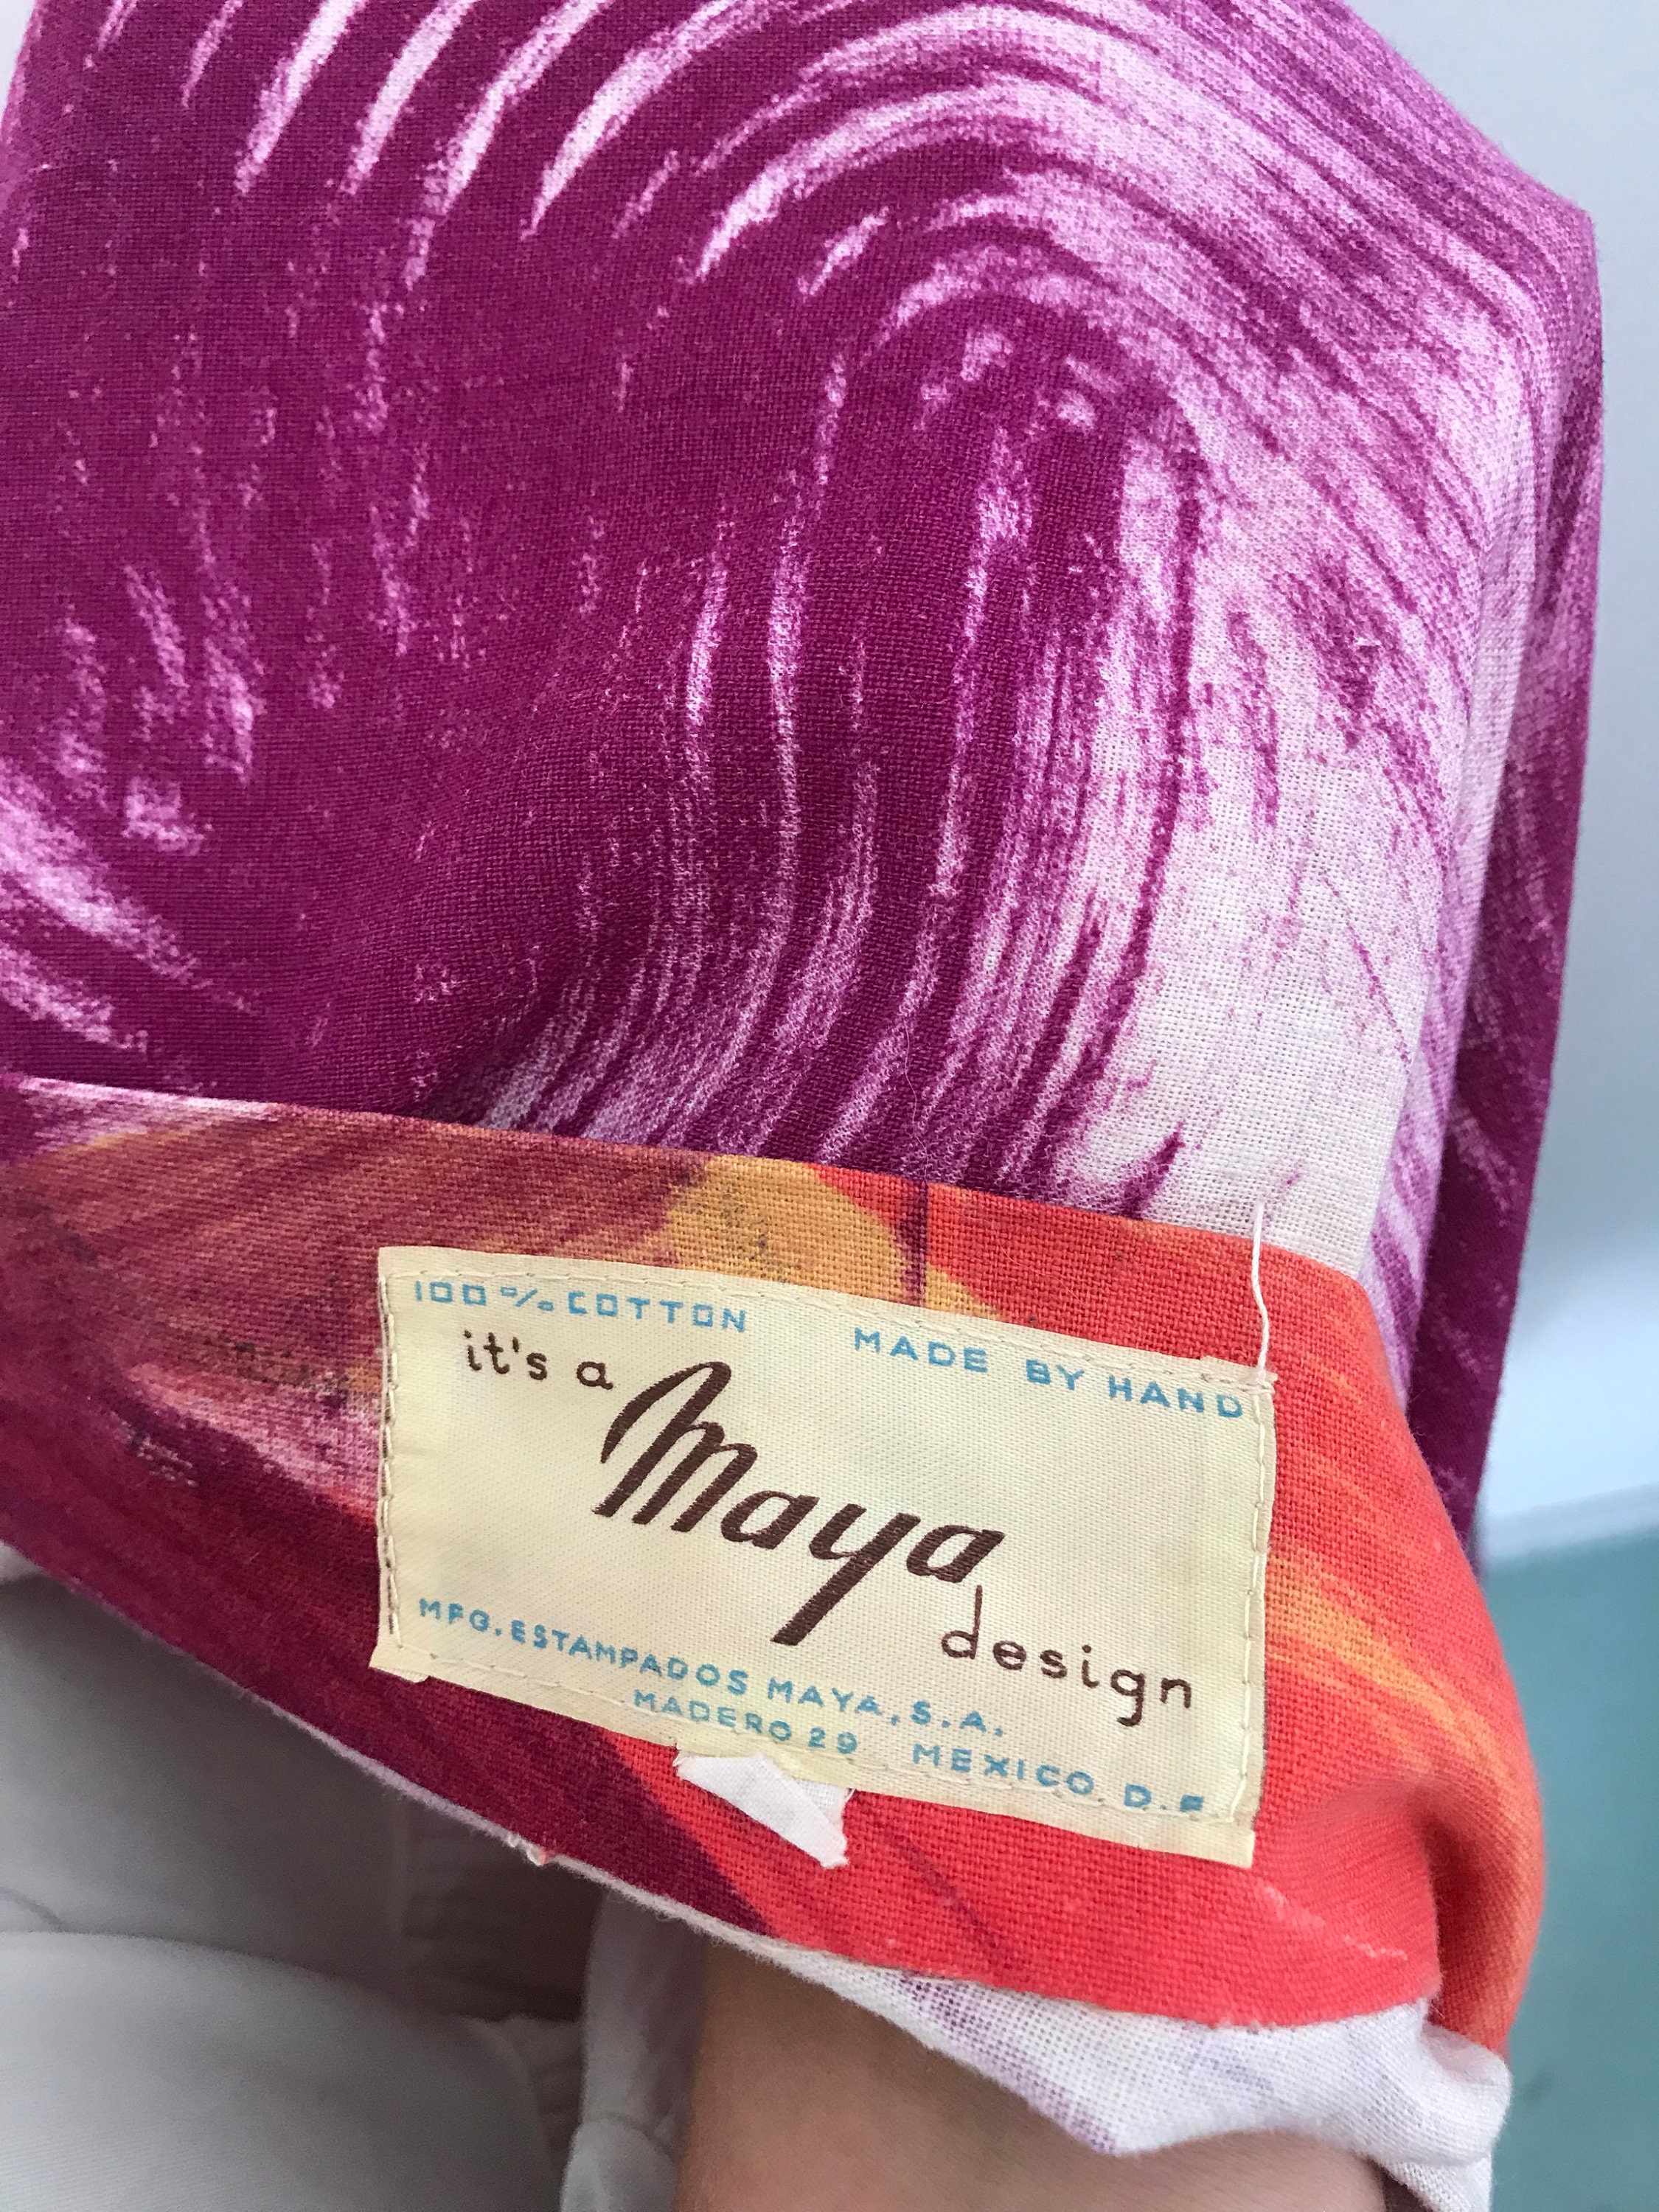 100% COTTON MADE BY HAND
it's a
Maya
design
MFG. ESTAMPADOS MAYA, S.A.
MADERO 29 MEXICO, D.F.